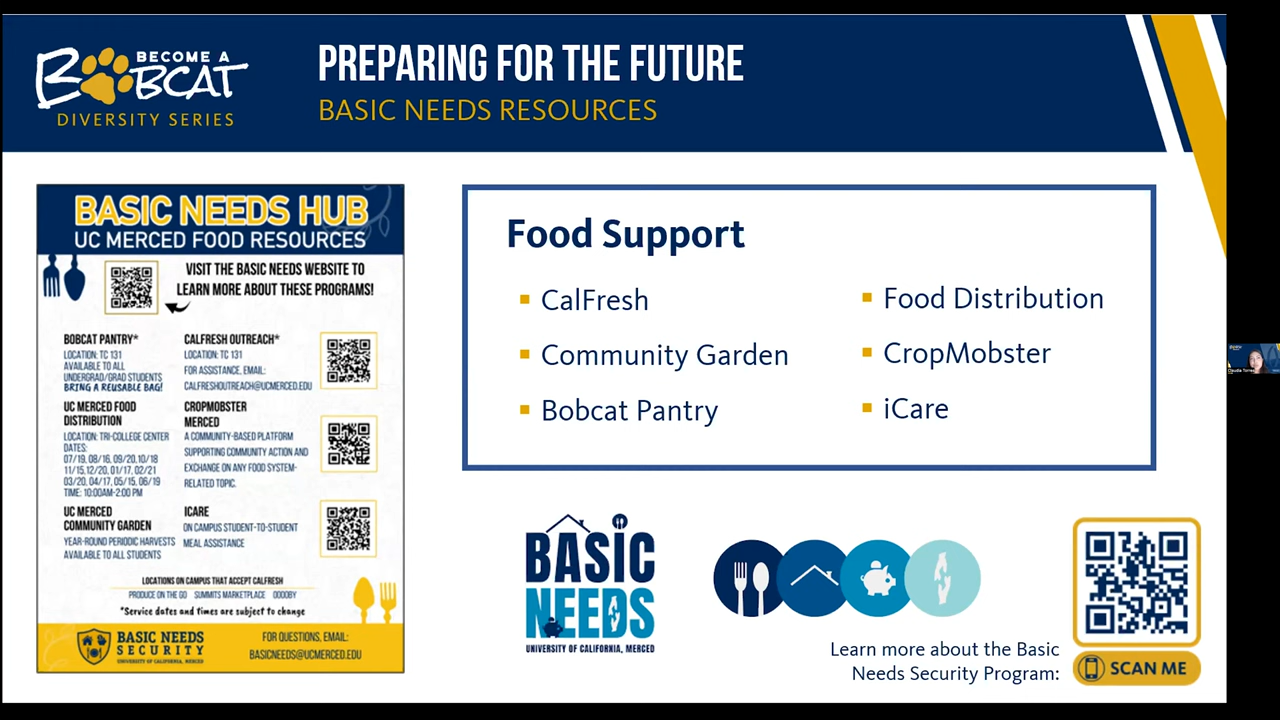 BECOME A
BOBCAT
DIVERSITY SERIES
PREPARING FOR THE FUTURE
BASIC NEEDS RESOURCES
BASIC NEEDS HUB
UC MERCED FOOD RESOURCES
VISIT THE BASIC NEEDS WEBSITE TO
LEARN MORE ABOUT THESE PROGRAMS!
BOBCAT PANTRY*
LOCATION: TC 131
AVAILABLE TO ALL
UNDERGRAD/GRAD STUDENTS
BRING A REUSABLE BAG!
CALFRESH OUTREACH*
LOCATION: TC 131
FOR ASSISTANCE, EMAIL:
CALFRESHOUTREACH@UCMERCED.EDU
UC MERCED FOOD
DISTRIBUTION
LOCATION: TRI-COLLEGE CENTER
DATES:
07/19, 08/16, 09/20, 10/18
11/15, 12/20, 01/17, 02/21
03/20, 04/17, 05/15, 06/19
TIME: 10:00AM-2:00 PM
CROPMOBSTER
MERCED
A COMMUNITY-BASED PLATFORM
SUPPORTING COMMUNITY ACTION AND
EXCHANGE ON ANY FOOD SYSTEM-
RELATED TOPIC.
UC MERCED
COMMUNITY GARDEN
YEAR-ROUND PERIODIC HARVESTS
AVAILABLE TO ALL STUDENTS
ICARE
ON CAMPUS STUDENT-TO-STUDENT
MEAL ASSISTANCE
LOCATIONS ON CAMPUS THAT ACCEPT CALFRESH
PRODUCE ON THE GO SUMMITS MARKETPLACE
*Service dates and times are subject to change
BASIC NEEDS
SECURITY
UNIVERSITY OF CALIFORNIA, MERCED
FOR QUESTIONS, EMAIL:
BASICNEEDS@UCMERCED.EDU
Food Support
CalFresh
Community Garden
Bobcat Pantry
Food Distribution
CropMobster
iCare
BASIC
NEEDS
UNIVERSITY OF CALIFORNIA, MERCED
Learn more about the Basic
Needs Security Program:
SCAN ME
Claudia Torres